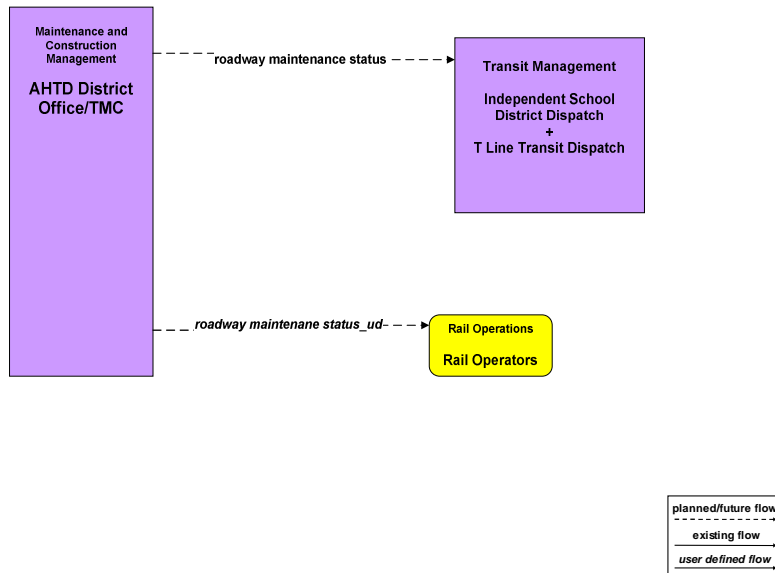 Maintenance and
Construction
Management
AHTD District
Office/TMC
roadway maintenance status
Transit Management
Independent School
District Dispatch
+
T Line Transit Dispatch
roadway maintenane status_ud
Rail Operations
Rail Operators
planned/future flow
existing flow
user defined flow